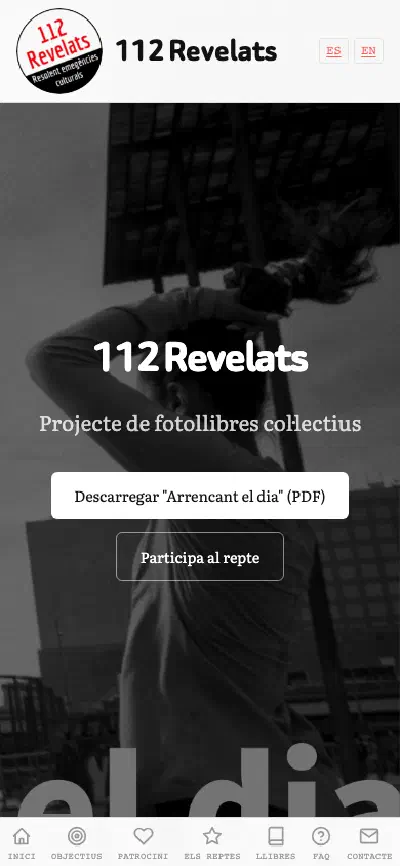 112
Revelats
Resolent emegències
culturals
112 Revelats
ES
EN
112 Revelats
Projecte de fotollibres col·lectius
Descarregar "Arrencant el dia" (PDF)
Participa al repte
el dia
INICI
OBJECTIUS
PATROCINI
ELS REPTES
LLIBRES
FAQ
CONTACTE